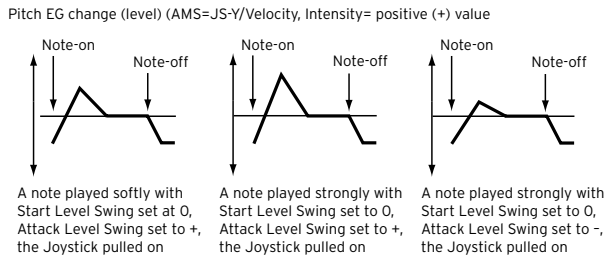 Pitch EG change (level) (AMS=JS-Y/Velocity, Intensity= positive (+) value
Note-on
Note-off
Note-on
Note-off
Note-on
Note-off
A note played softly with
Start Level Swing set at 0,
Attack Level Swing set to +,
the Joystick pulled on
A note played strongly with
Start Level Swing set to 0,
Attack Level Swing set to +,
the Joystick pulled on
A note played strongly with
Start Level Swing set to 0,
Attack Level Swing set to –,
the Joystick pulled on